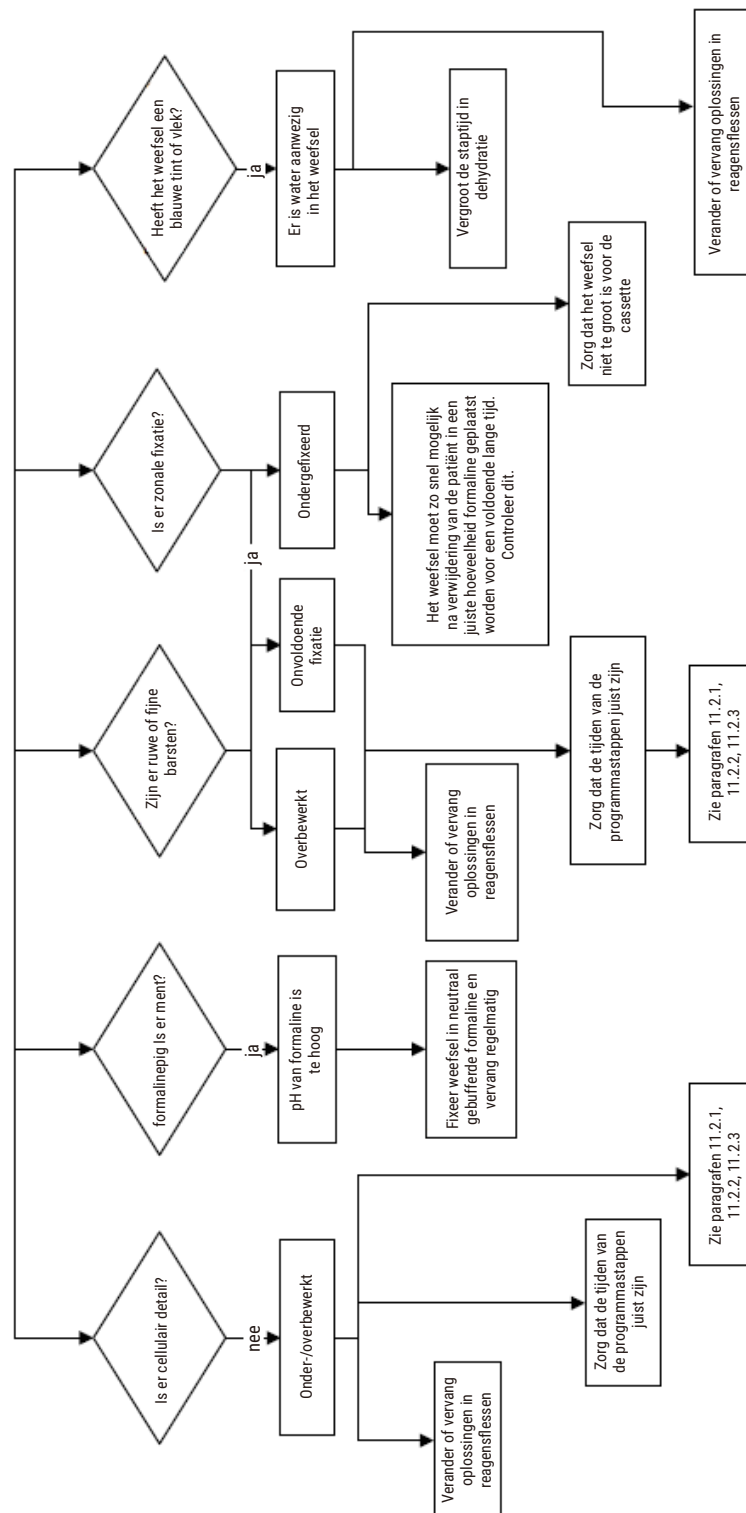 Is er cellulair detail?
nee
Onder-/overbewerkt
Verander of vervang
oplossingen in
reagensflessen
Zorg dat de tijden van
de programmastappen
juist zijn
Zie paragrafen 11.2.1,
11.2.2, 11.2.3
formalinepig Is er ment?
ja
pH van formaline is
te hoog
Fixeer weefsel in neutraal
gebufferde formaline en
vervang regelmatig
Zijn er ruwe of fijne
barsten?
Overbewerkt
Onvoldoende
fixatie
Verander of vervang
oplossingen in
reagensflessen
Zorg dat de tijden van de
programmastappen juist zijn
Zie paragrafen 11.2.1,
11.2.2, 11.2.3
Is er zonale fixatie?
ja
Ondergefixeerd
Het weefsel moet zo snel mogelijk
na verwijdering van de patiënt in een
juiste hoeveelheid formaline geplaatst
worden voor een voldoende lange tijd.
Controleer dit.
Zorg dat het weefsel
niet te groot is voor de
cassette
Heeft het weefsel een
blauwe tint of vlek?
ja
Er is water aanwezig
in het weefsel
Vergroot de staptijd in
dehydratie
Verander of vervang oplossingen in
reagensflessen